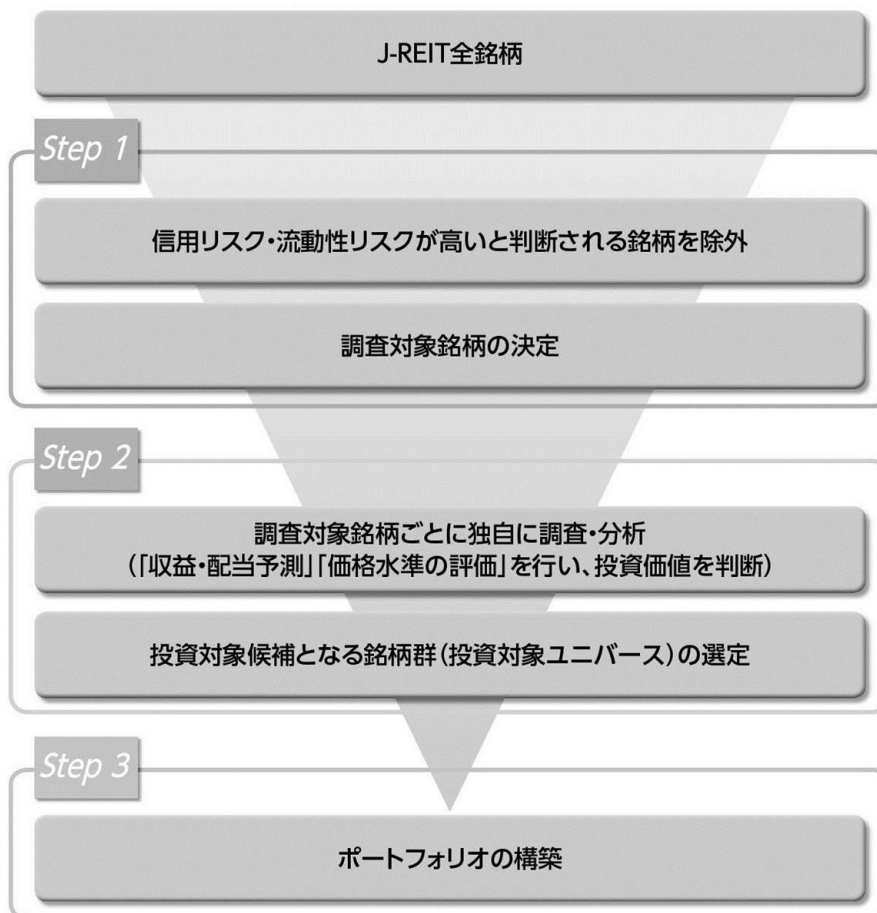 J-REIT全銘柄
Step 1
信用リスク・流動性リスクが高いと判断される銘柄を除外
調査対象銘柄の決定
Step 2
調査対象銘柄ごとに独自に調査・分析
(「収益・配当予測」「価格水準の評価」を行い、投資価値を判断)
投資対象候補となる銘柄群(投資対象ユニバース)の選定
Step 3
ポートフォリオの構築